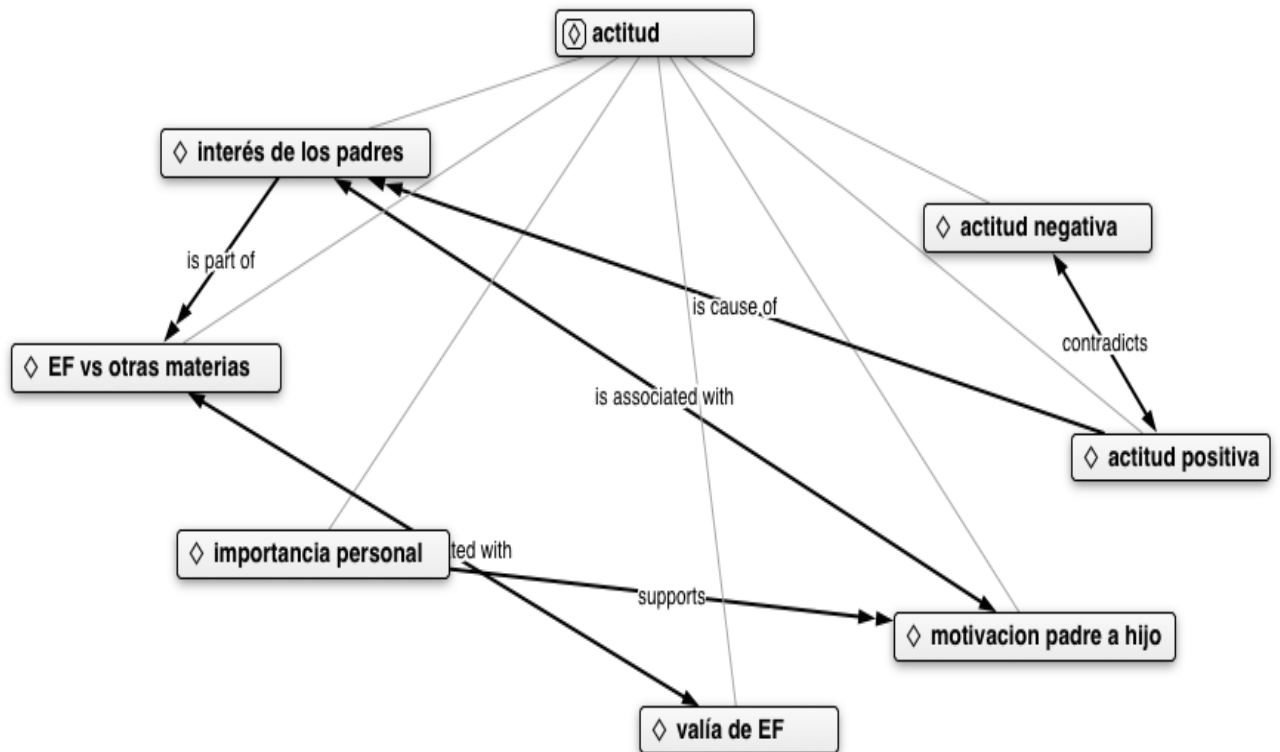 actitud
interés de los padres
actitud negativa
is part of
is cause of
contradicts
EF vs otras materias
is associated with
actitud positiva
importancia personal
ted with
supports
motivacion padre a hijo
valía de EF